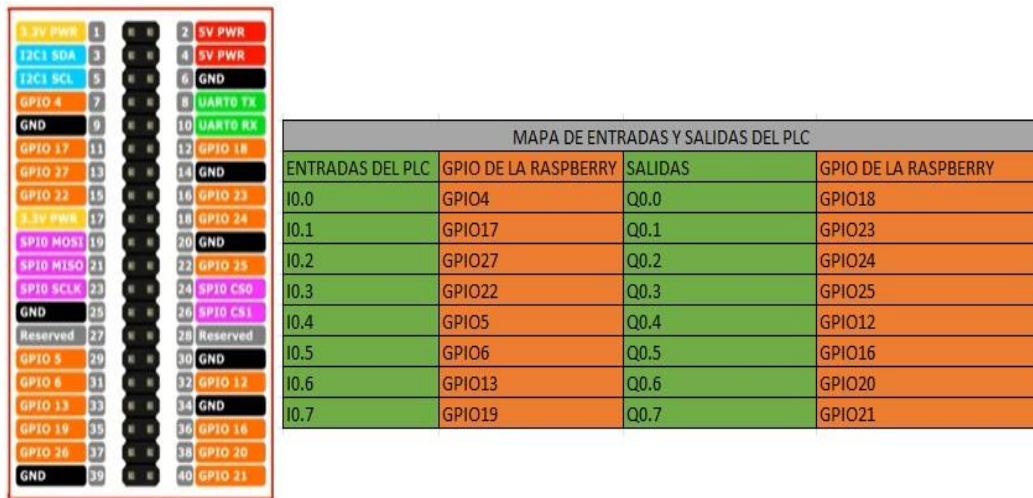 3.3V PWR 1 2 5V PWR
I2C1 SDA 3 4 5V PWR
I2C1 SCL 5 6 GND
GPIO 4 7 8 UART0 TX
GND 9 10 UART0 RX
GPIO 17 11 12 GPIO 18
GPIO 27 13 14 GND
GPIO 22 15 16 GPIO 23
3.3V PWR 17 18 GPIO 24
SPI0 MOSI 19 20 GND
SPI0 MISO 21 22 GPIO 25
SPI0 SCLK 23 24 SPI0 CS0
GND 25 26 SPI0 CS1
Reserved 27 28 Reserved
GPIO 5 29 30 GND
GPIO 6 31 32 GPIO 12
GPIO 13 33 34 GND
GPIO 19 35 36 GPIO 16
GPIO 26 37 38 GPIO 20
GND 39 40 GPIO 21
MAPA DE ENTRADAS Y SALIDAS DEL PLC
ENTRADAS DEL PLC GPIO DE LA RASPBERRY SALIDAS GPIO DE LA RASPBERRY
I0.0 GPIO4 Q0.0 GPIO18
I0.1 GPIO17 Q0.1 GPIO23
I0.2 GPIO27 Q0.2 GPIO24
I0.3 GPIO22 Q0.3 GPIO25
I0.4 GPIO5 Q0.4 GPIO12
I0.5 GPIO6 Q0.5 GPIO16
I0.6 GPIO13 Q0.6 GPIO20
I0.7 GPIO19 Q0.7 GPIO21